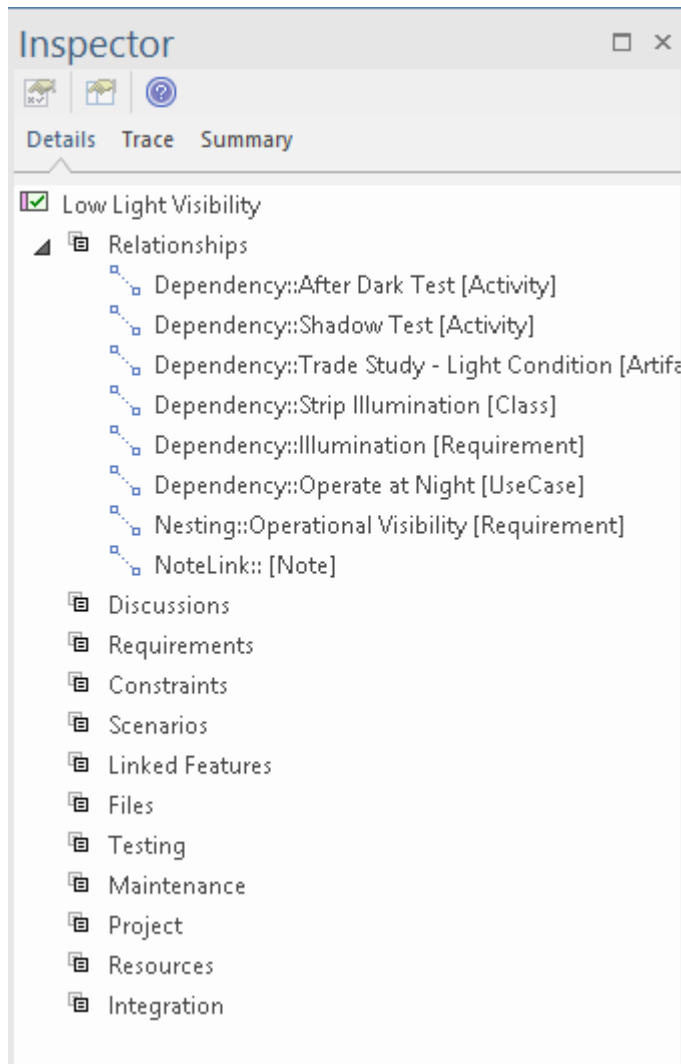 Inspector
Details Trace Summary
Low Light Visibility
Relationships
Dependency::After Dark Test [Activity]
Dependency::Shadow Test [Activity]
Dependency::Trade Study - Light Condition [Artifa
Dependency::Strip Illumination [Class]
Dependency::Illumination [Requirement]
Dependency::Operate at Night [UseCase]
Nesting::Operational Visibility [Requirement]
NoteLink:: [Note]
Discussions
Requirements
Constraints
Scenarios
Linked Features
Files
Testing
Maintenance
Project
Resources
Integration